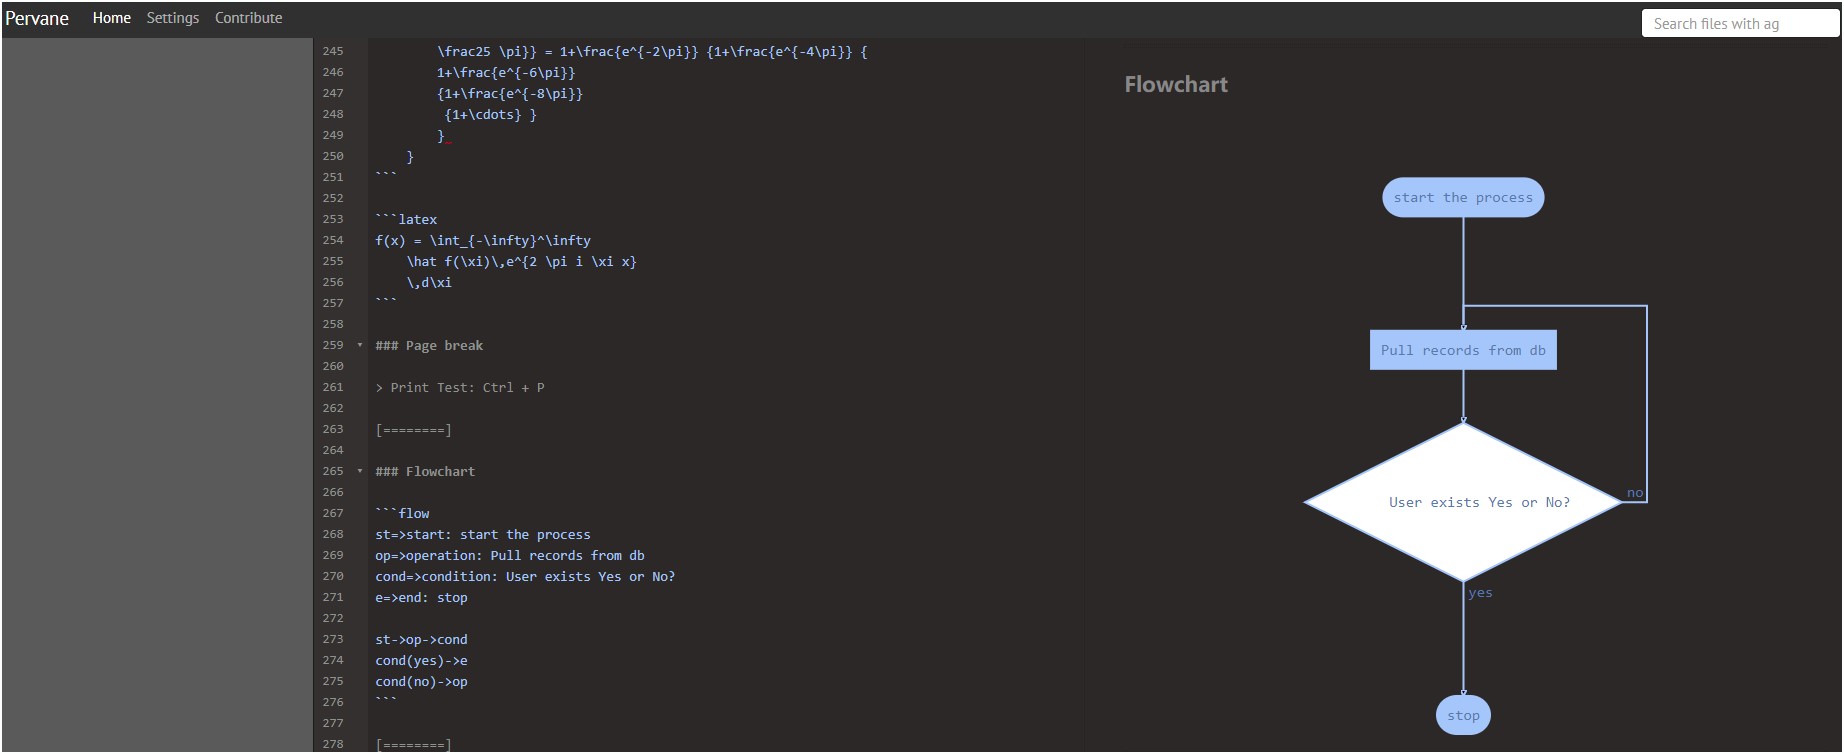 Pervane Home Settings Contribute
Search files with ag
245 \frac25 \pi}} = 1+\frac{e^{-2\pi}} {1+\frac{e^{-4\pi}} {
246 1+\frac{e^{-6\pi}}
247 {1+\frac{e^{-8\pi}}
248 {1+\cdots} }
249 }
250 }
251 ```
252
253 ```latex
254 f(x) = \int_{-\infty}^\infty
255 \hat f(\xi)\,e^{2 \pi i \xi x}
256 \,d\xi
257 ```
258
259 ### Page break
260
261 > Print Test: Ctrl + P
262
263 [========]
264
265 ### Flowchart
266
267 ```flow
268 st=>start: start the process
269 op=>operation: Pull records from db
270 cond=>condition: User exists Yes or No?
271 e=>end: stop
272
273 st->op->cond
274 cond(yes)->e
275 cond(no)->op
276 ```
277
278 [========]
Flowchart
start the process
Pull records from db
User exists Yes or No?
no
yes
stop